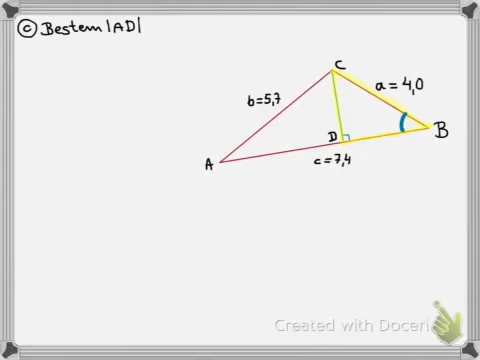 c Bestem |AD|
C
a = 4,0
b = 5,7
B
D
A
c = 7,4
Created with Doceri